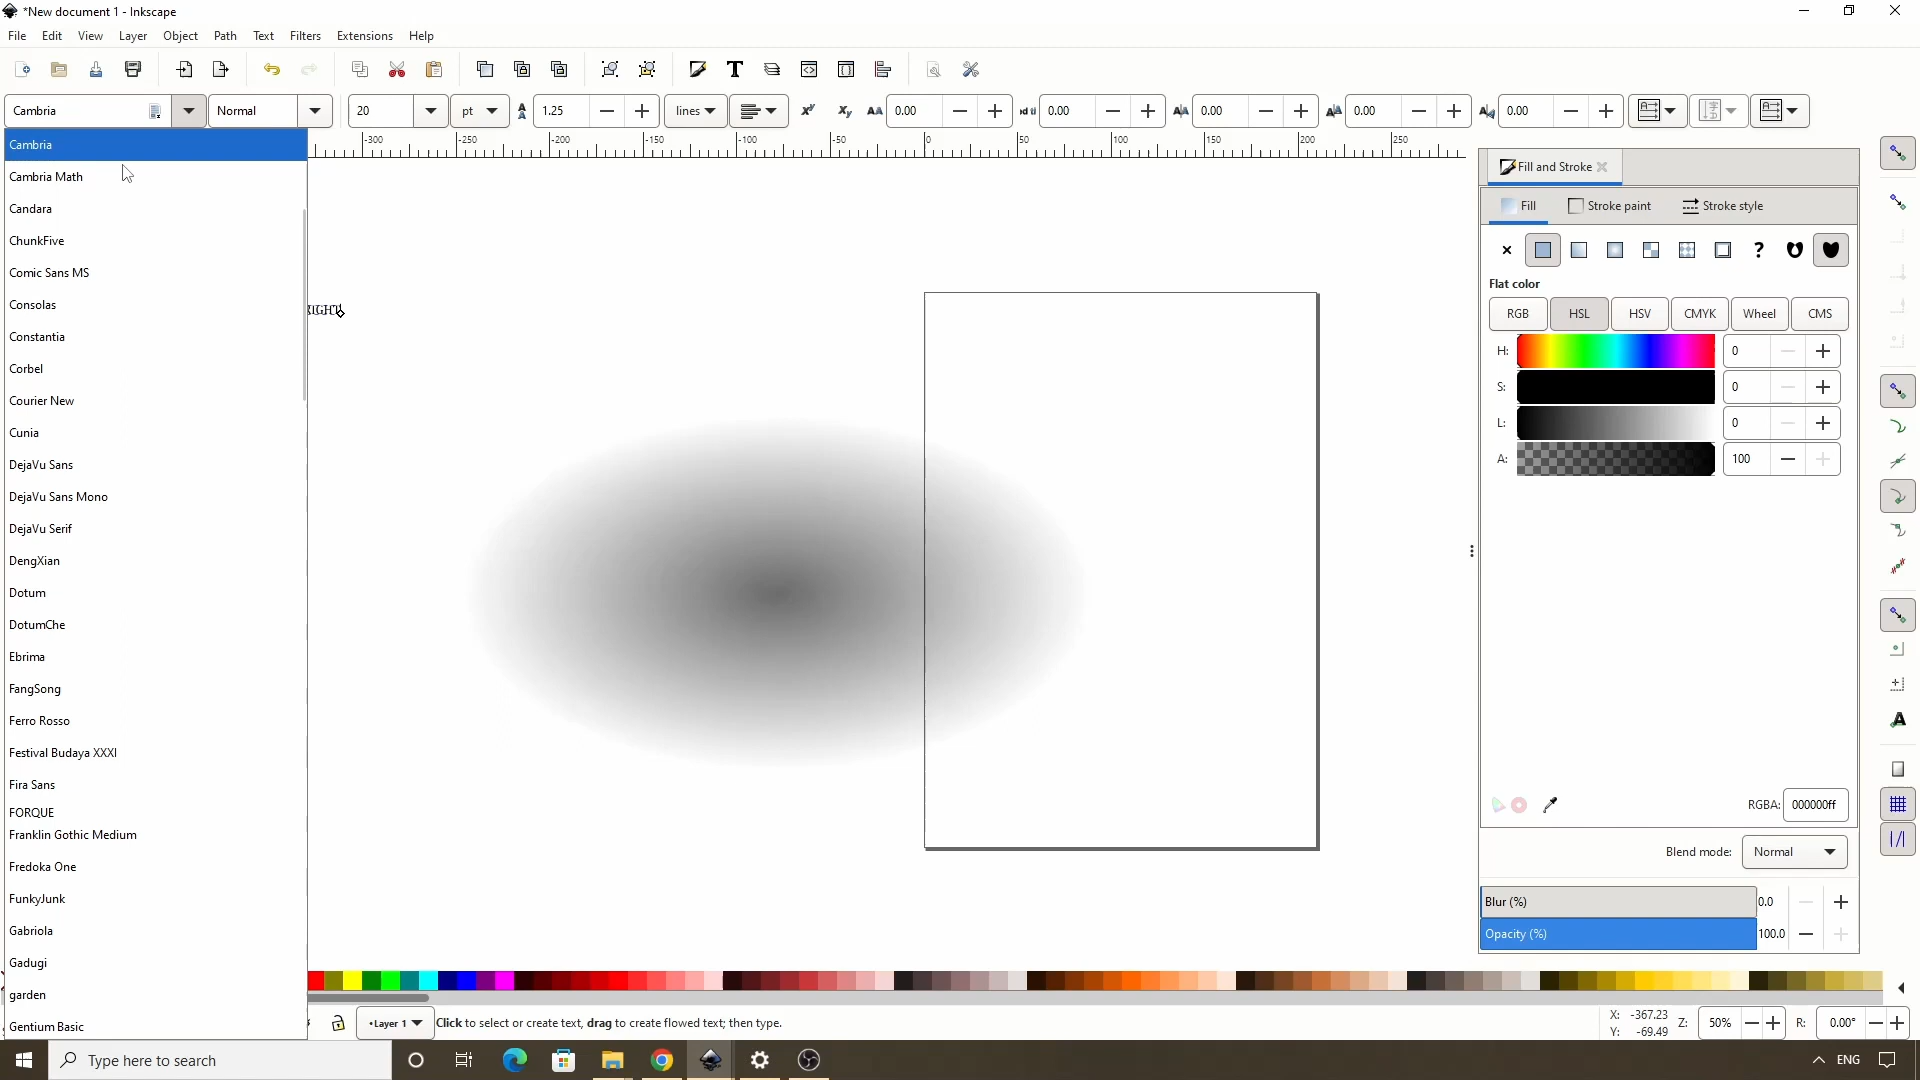 *New document 1 - Inkscape
File Edit View Layer Object Path Text Filters Extensions Help
Cambria Normal 20 pt 1.25 lines 0.00 0.00 0.00 0.00 0.00
-300 -250 -200 -150 -100 -50 0 50 100 150 200 250
Cambria
Cambria Math
Candara
ChunkFive
Comic Sans MS
Consolas
Constantia
Corbel
Courier New
Cunia
DejaVu Sans
DejaVu Sans Mono
DejaVu Serif
DengXian
Dotum
DotumChe
Ebrima
FangSong
Ferro Rosso
Festival Budaya XXXI
Fira Sans
FORQUE
Franklin Gothic Medium
Fredoka One
FunkyJunk
Gabriola
Gadugi
garden
Gentium Basic
Fill and Stroke
Fill Stroke paint Stroke style
Flat color
RGB HSL HSV CMYK Wheel CMS
H: 0
S: 0
L: 0
A: 100
RGBA: 000000ff
Blend mode: Normal
Blur (%) 0.0
Opacity (%) 100.0
•Layer 1 Click to select or create text, drag to create flowed text; then type.
X: -367.23
Y: -69.49
Z: 50% R: 0.00°
Type here to search
ENG